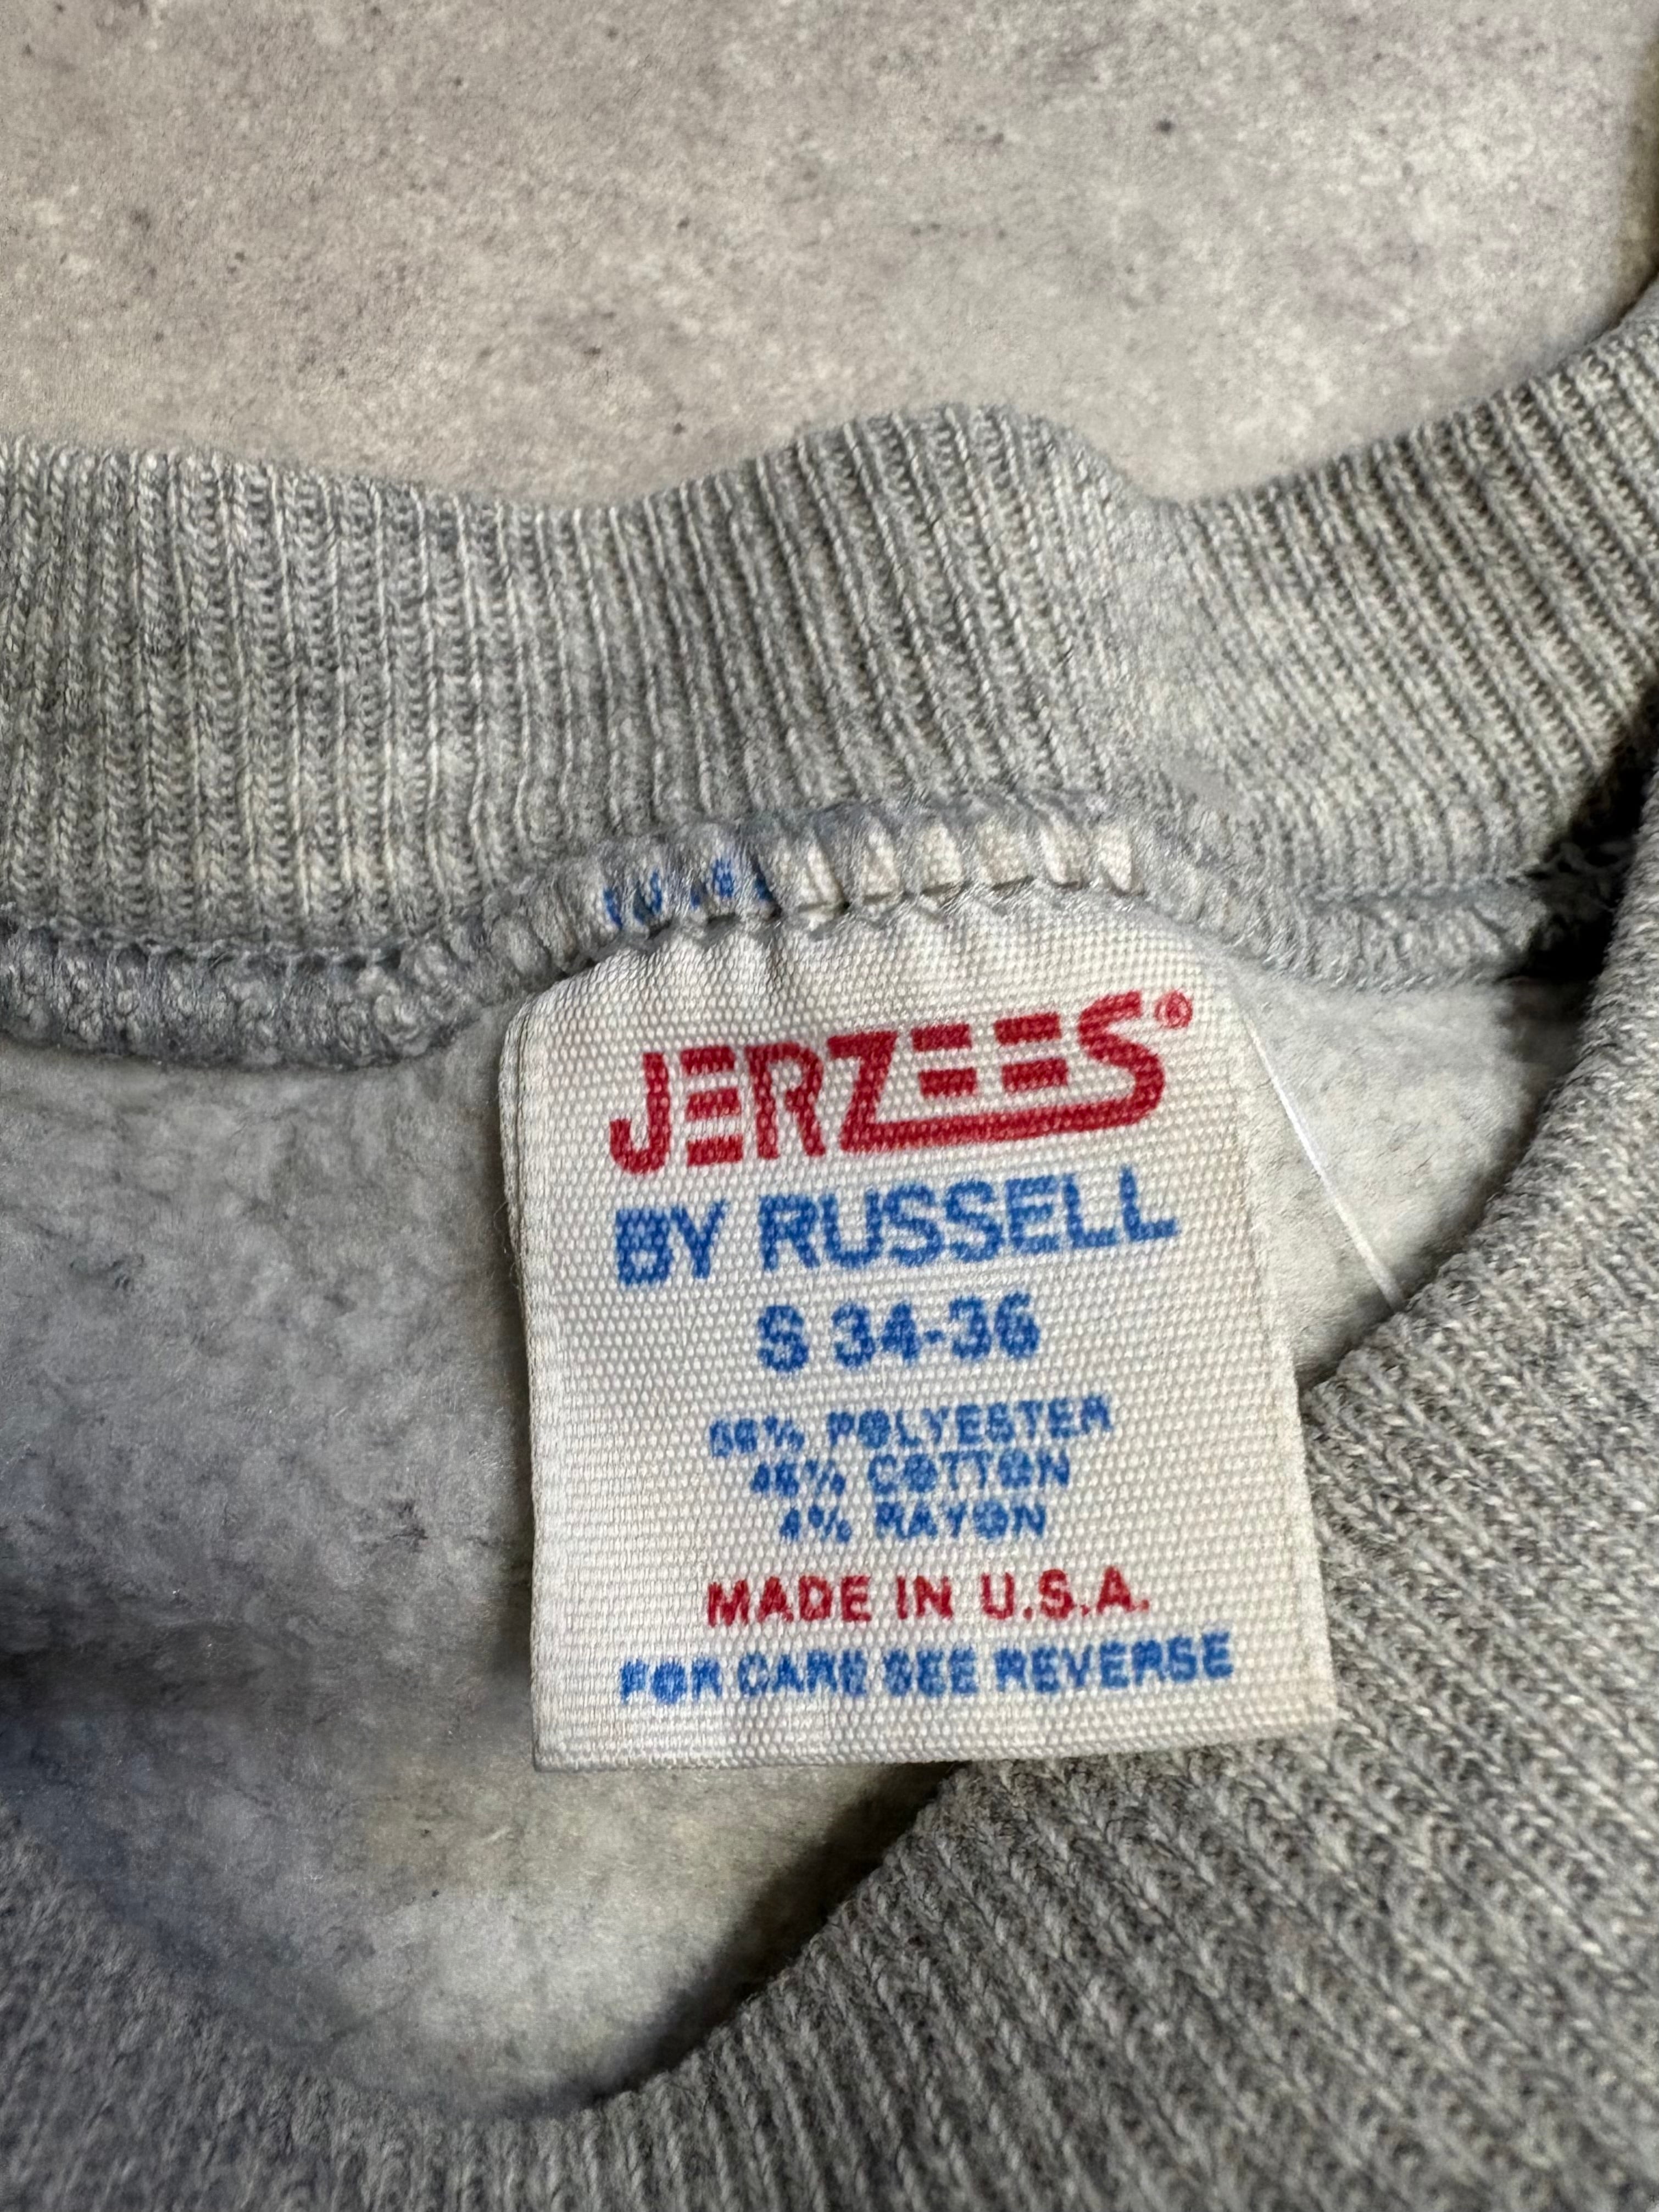 JERZEES®
BY RUSSELL
S 34-36
50% POLYESTER
46% COTTON
4% RAYON
MADE IN U.S.A.
FOR CARE SEE REVERSE